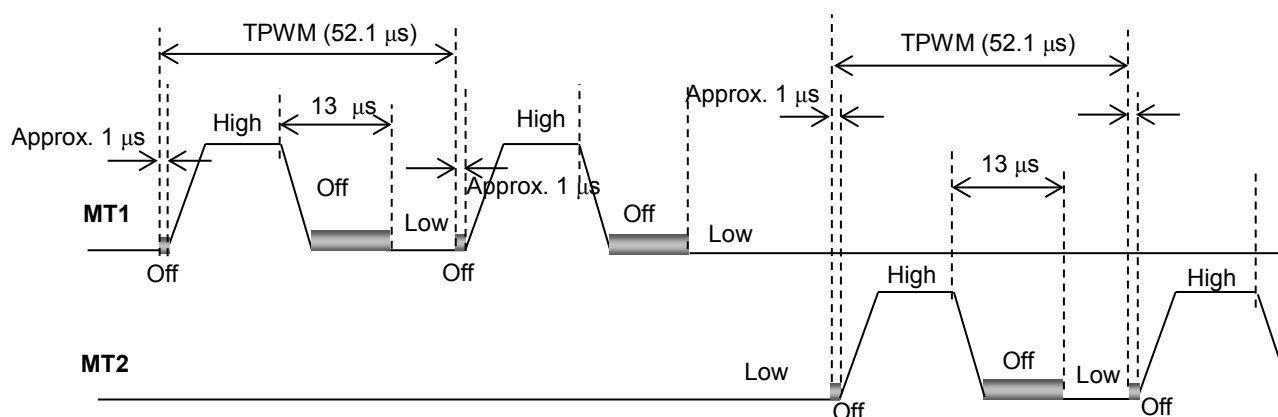 TPWM (52.1 μs)
TPWM (52.1 μs)
Approx. 1 μs
13 μs
High
High
Approx. 1 μs
Approx. 1 μs
Off
13 μs
MT1
Low
Off
Low
Off
Off
High
High
MT2
Low
Off
Low
Off
Off